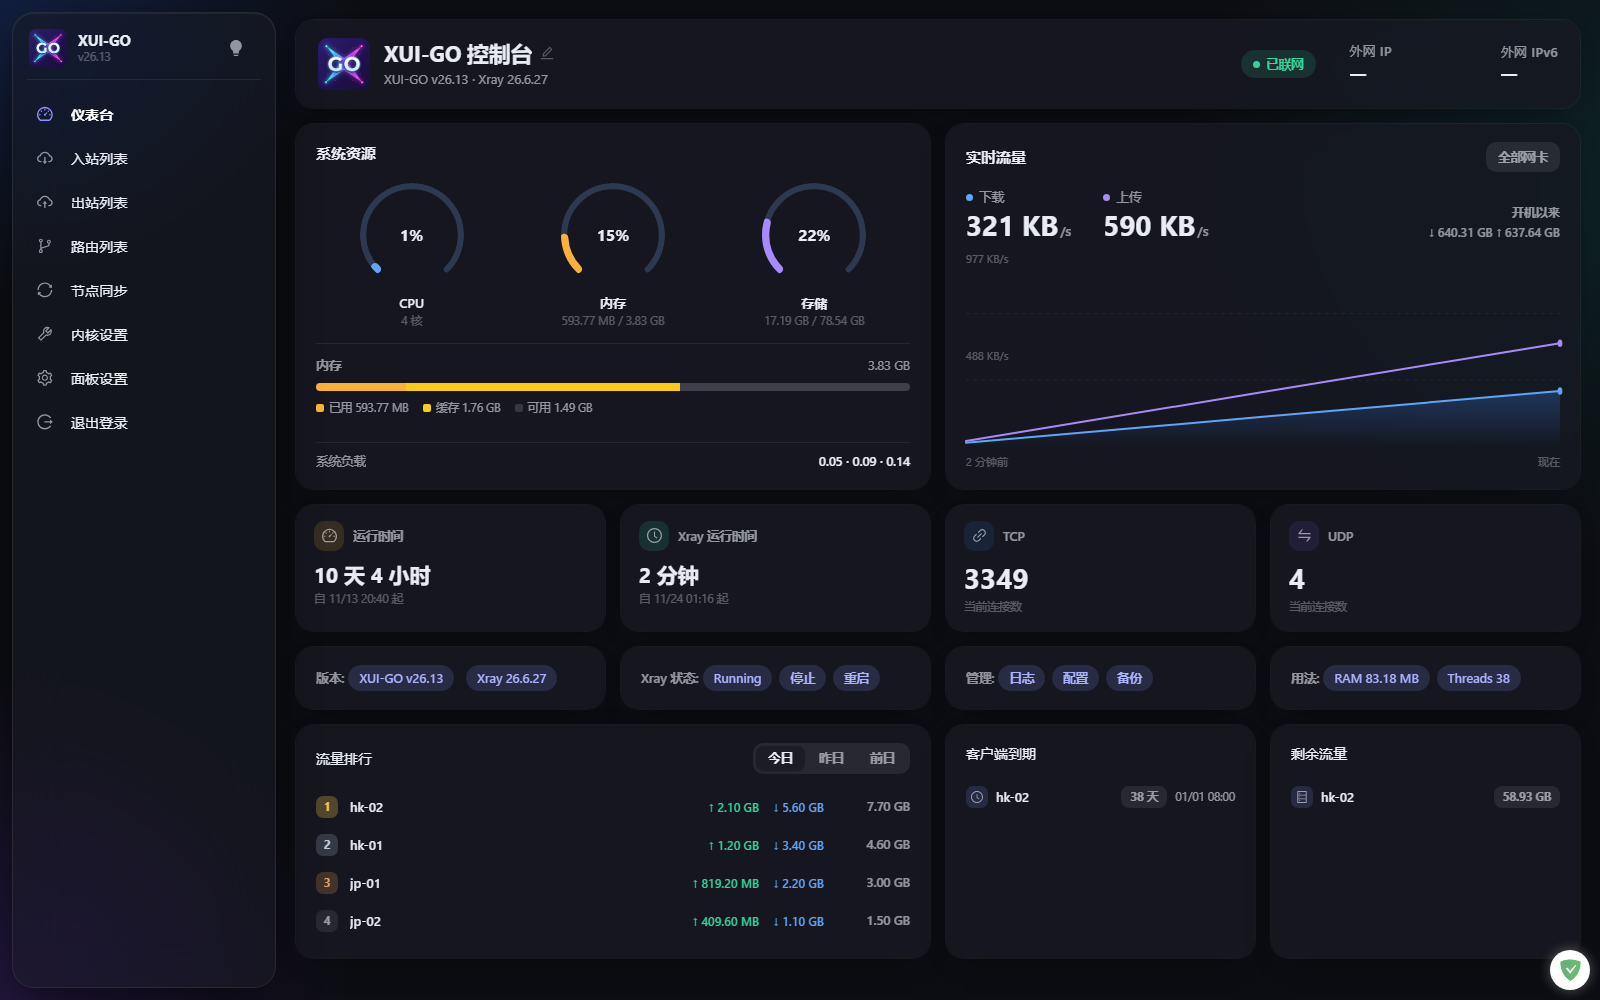 GO
XUI-GO
v26.13
仪表台
入站列表
出站列表
路由列表
节点同步
内核设置
面板设置
退出登录
GO
XUI-GO 控制台
XUI-GO v26.13 · Xray 26.6.27
已联网
外网 IP
—
外网 IPv6
—
系统资源
1%
CPU
4 核
15%
内存
593.77 MB / 3.83 GB
22%
存储
17.19 GB / 78.54 GB
内存
3.83 GB
已用 593.77 MB
缓存 1.76 GB
可用 1.49 GB
系统负载
0.05 · 0.09 · 0.14
实时流量
全部网卡
下载
321 KB/s
上传
590 KB/s
开机以来
↓ 640.31 GB ↑ 637.64 GB
977 KB/s
488 KB/s
2 分钟前
现在
运行时间
10 天 4 小时
自 11/13 20:40 起
Xray 运行时间
2 分钟
自 11/24 01:16 起
TCP
3349
当前连接数
UDP
4
当前连接数
版本: XUI-GO v26.13 Xray 26.6.27
Xray 状态: Running 停止 重启
管理: 日志 配置 备份
用法: RAM 83.18 MB Threads 38
流量排行
今日 昨日 前日
1 hk-02 ↑ 2.10 GB ↓ 5.60 GB 7.70 GB
2 hk-01 ↑ 1.20 GB ↓ 3.40 GB 4.60 GB
3 jp-01 ↑ 819.20 MB ↓ 2.20 GB 3.00 GB
4 jp-02 ↑ 409.60 MB ↓ 1.10 GB 1.50 GB
客户端到期
hk-02 38 天 01/01 08:00
剩余流量
hk-02 58.93 GB